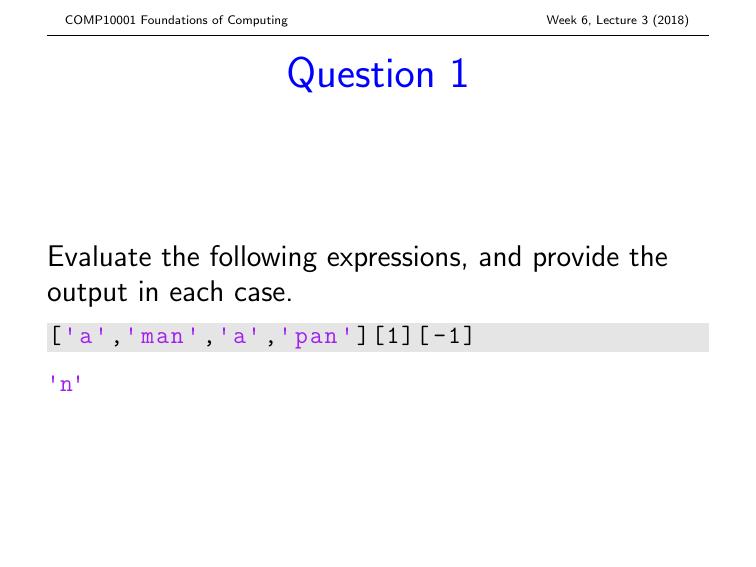 COMP10001 Foundations of Computing Week 6, Lecture 3 (2018)
Question 1
Evaluate the following expressions, and provide the
output in each case.
['a','man','a','pan'][1][-1]
'n'